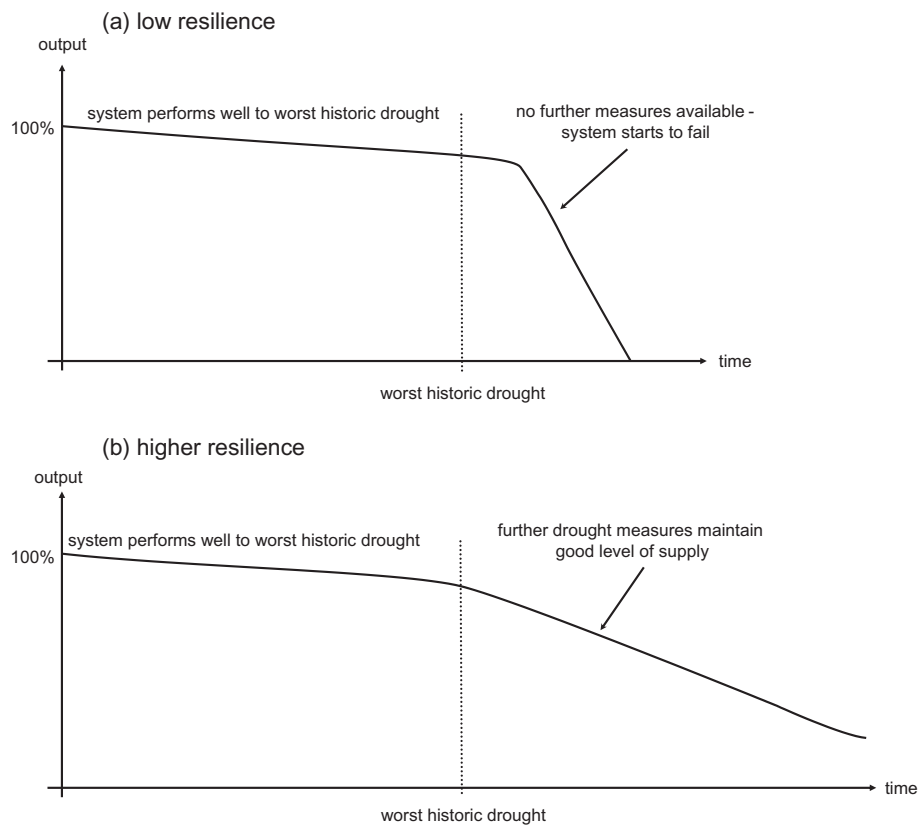 (a) low resilience
output
system performs well to worst historic drought
no further measures available -
system starts to fail
100%
time
worst historic drought
(b) higher resilience
output
system performs well to worst historic drought
further drought measures maintain
good level of supply
100%
time
worst historic drought